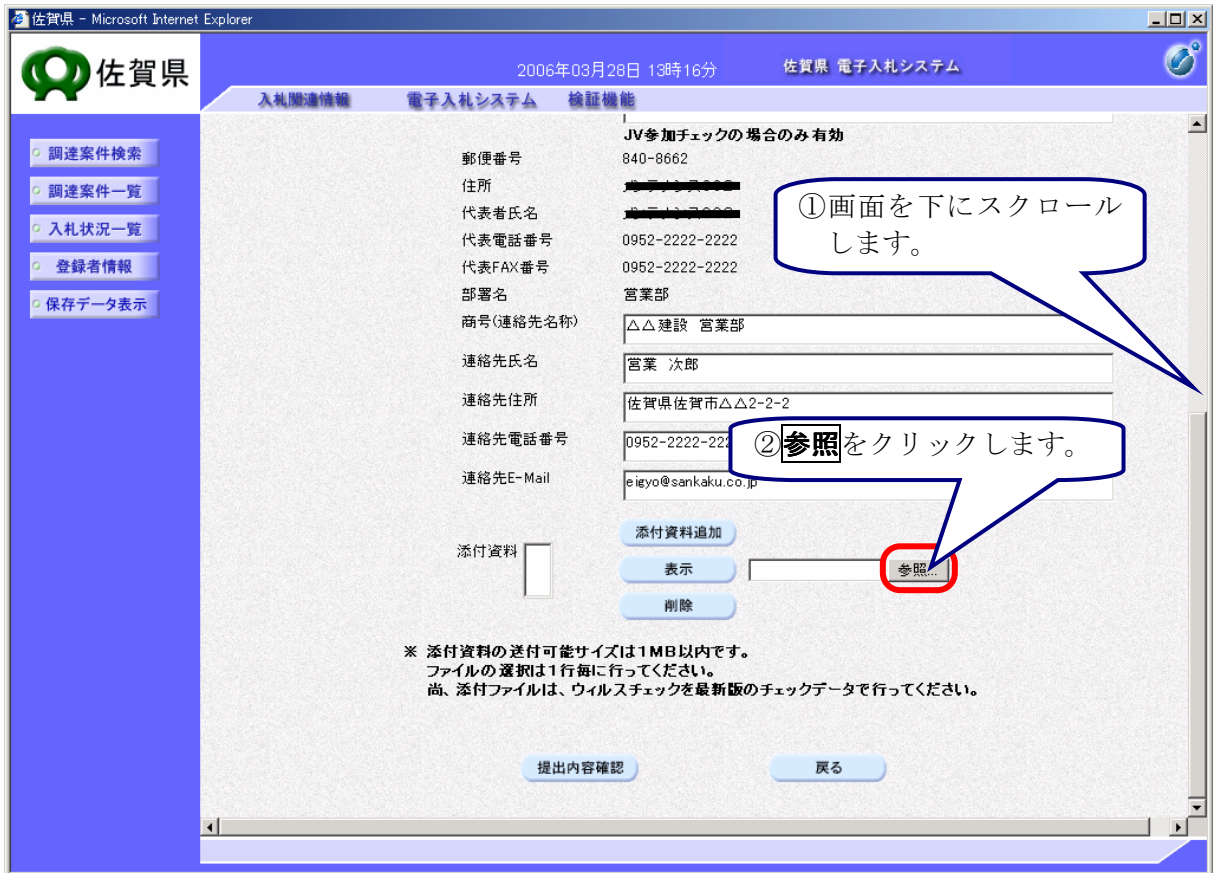 佐賀県 - Microsoft Internet Explorer
佐賀県
2006年03月28日 13時16分
佐賀県 電子入札システム
入札関連情報 電子入札システム 検証機能
調達案件検索
調達案件一覧
入札状況一覧
登録者情報
保存データ表示
JV参加チェックの場合のみ有効
郵便番号 840-8662
住所
代表者氏名
代表電話番号 0952-2222-2222
代表FAX番号 0952-2222-2222
部署名 営業部
商号(連絡先名称) △△建設 営業部
連絡先氏名 営業 次郎
連絡先住所 佐賀県佐賀市△△2-2-2
連絡先電話番号 0952-2222-222
連絡先E-Mail eigyo@sankaku.co.jp
①画面を下にスクロール
します。
②参照をクリックします。
添付資料
添付資料追加
表示 参照...
削除
※ 添付資料の送付可能サイズは1MB以内です。
ファイルの選択は1行毎に行ってください。
尚、添付ファイルは、ウィルスチェックを最新版のチェックデータで行ってください。
提出内容確認 戻る